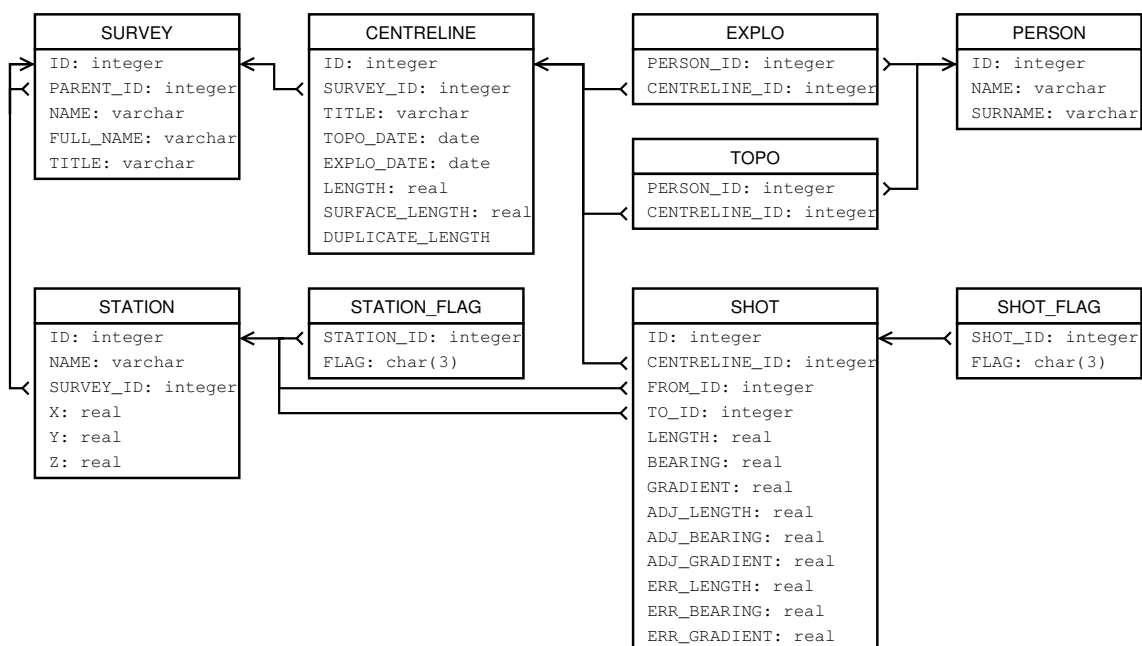 SURVEY
ID: integer
PARENT_ID: integer
NAME: varchar
FULL_NAME: varchar
TITLE: varchar
CENTRELINE
ID: integer
SURVEY_ID: integer
TITLE: varchar
TOPO_DATE: date
EXPLO_DATE: date
LENGTH: real
SURFACE_LENGTH: real
DUPLICATE_LENGTH
EXPLO
PERSON_ID: integer
CENTRELINE_ID: integer
PERSON
ID: integer
NAME: varchar
SURNAME: varchar
TOPO
PERSON_ID: integer
CENTRELINE_ID: integer
STATION
ID: integer
NAME: varchar
SURVEY_ID: integer
X: real
Y: real
Z: real
STATION_FLAG
STATION_ID: integer
FLAG: char(3)
SHOT
ID: integer
CENTRELINE_ID: integer
FROM_ID: integer
TO_ID: integer
LENGTH: real
BEARING: real
GRADIENT: real
ADJ_LENGTH: real
ADJ_BEARING: real
ADJ_GRADIENT: real
ERR_LENGTH: real
ERR_BEARING: real
ERR_GRADIENT: real
SHOT_FLAG
SHOT_ID: integer
FLAG: char(3)